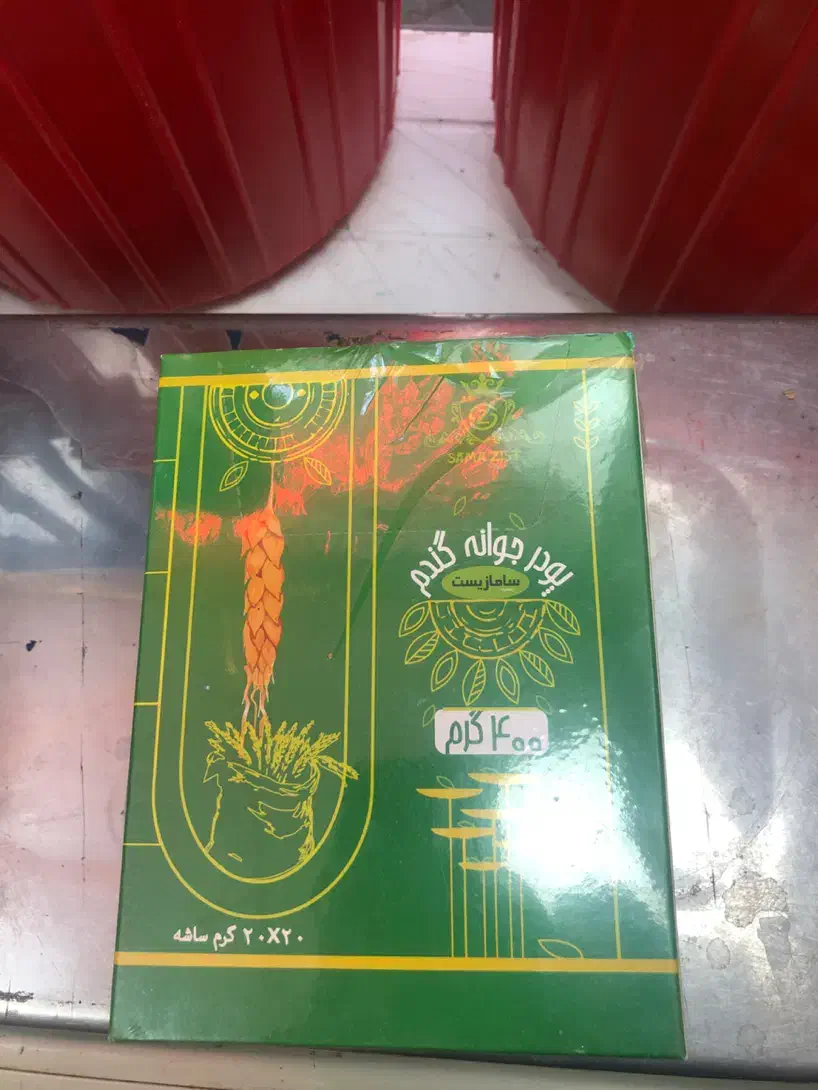 SAMA ZIST
پودر جوانه گندم
سامازیست
۴۰۰ گرم
۲۰X۲۰ گرم ساشه